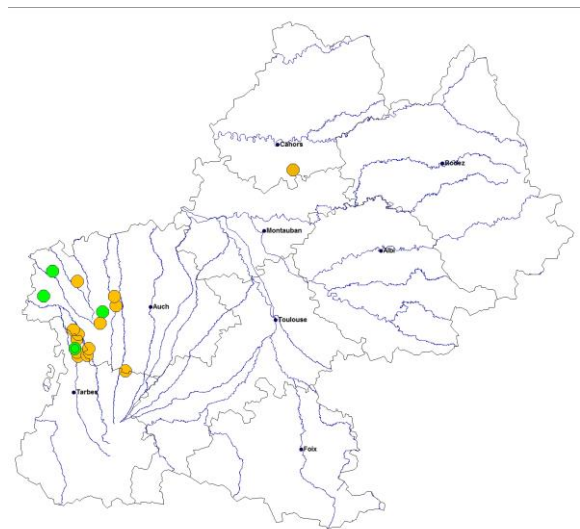 Cahors
Rodez
Montauban
Albi
Auch
Toulouse
Tarbes
Foix